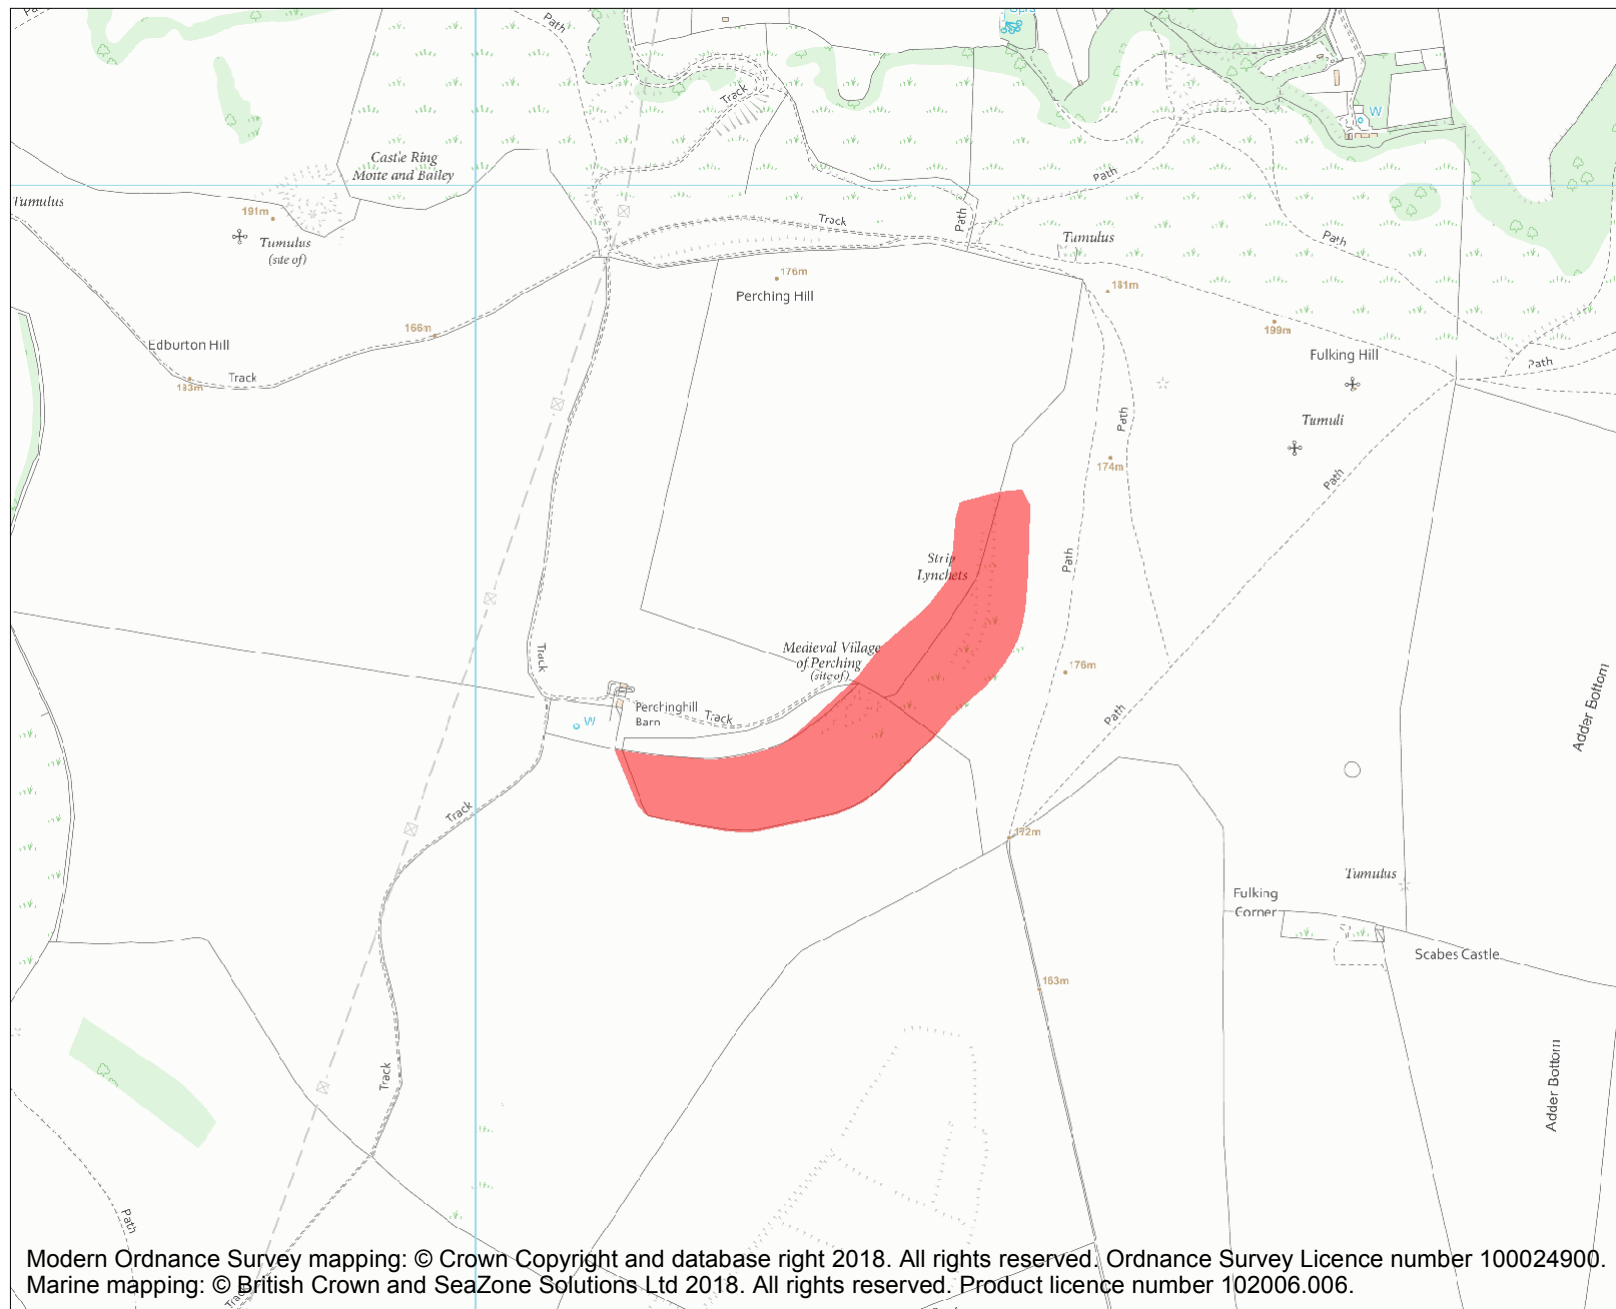 Path
Sprs
Track
W
Castle Ring
Motte and Bailey
Path
Tumulus
191m
Track
Path
Tumulus
(site of)
Tumulus
Path
176m
181m
Perching Hill
166m
199m
Edburton Hill
Fulking Hill
Track
183m
Path
Path
Tumuli
174m
Path
Strip
Lynchets
Path
Track
Medieval Village
of Perching
(site of)
176m
Adder Bottom
Perchinghill
Barn
Track
W
Path
Track
172m
Tumulus
Fulking
Corner
Scabes Castle
163m
Track
Adder Bottom
Path
Modern Ordnance Survey mapping: © Crown Copyright and database right 2018. All rights reserved. Ordnance Survey Licence number 100024900.
Marine mapping: © British Crown and SeaZone Solutions Ltd 2018. All rights reserved. Product licence number 102006.006.
Track